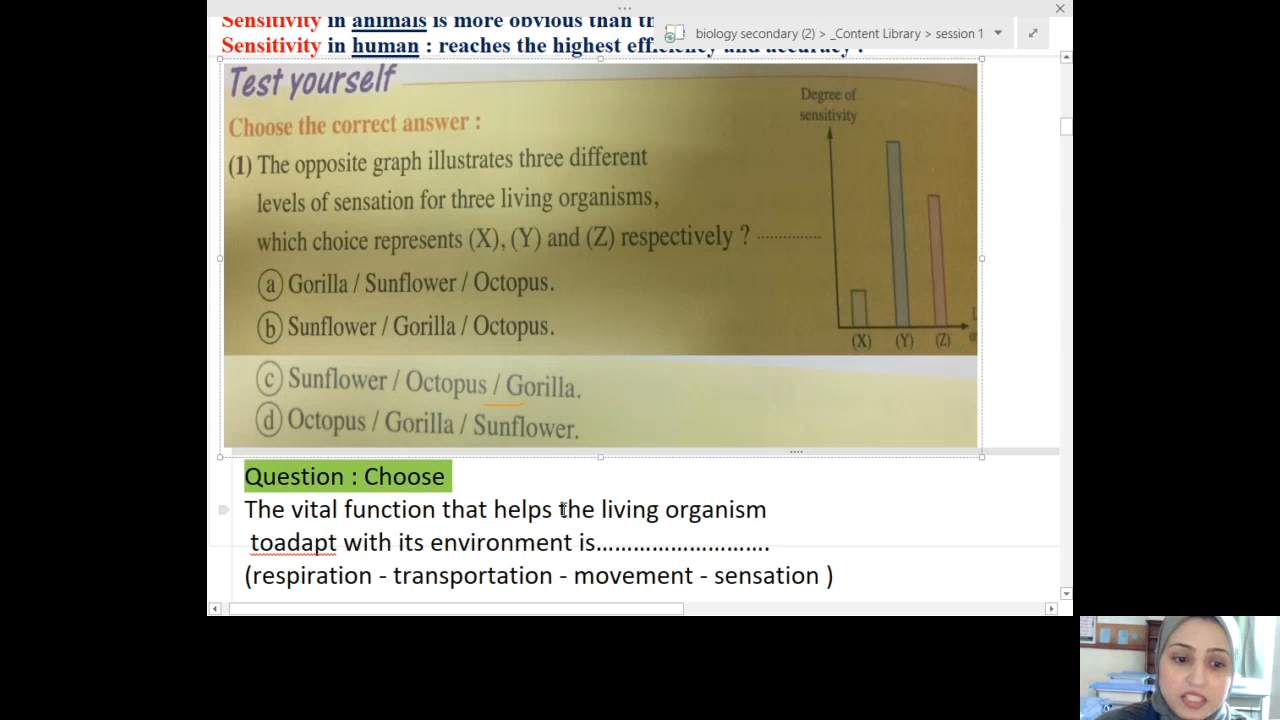 Sensitivity in animals is more obvious than th
biology secondary (2) > _Content Library > session 1
Sensitivity in human : reaches the highest efficiency and accuracy .
Test yourself
Choose the correct answer :
(1) The opposite graph illustrates three different
levels of sensation for three living organisms,
which choice represents (X), (Y) and (Z) respectively ? ..............
a Gorilla / Sunflower / Octopus.
b Sunflower / Gorilla / Octopus.
c Sunflower / Octopus / Gorilla.
d Octopus / Gorilla / Sunflower.
Degree of
sensitivity
(X) (Y) (Z)
Question : Choose
The vital function that helps the living organism
toadapt with its environment is............................
(respiration - transportation - movement - sensation )